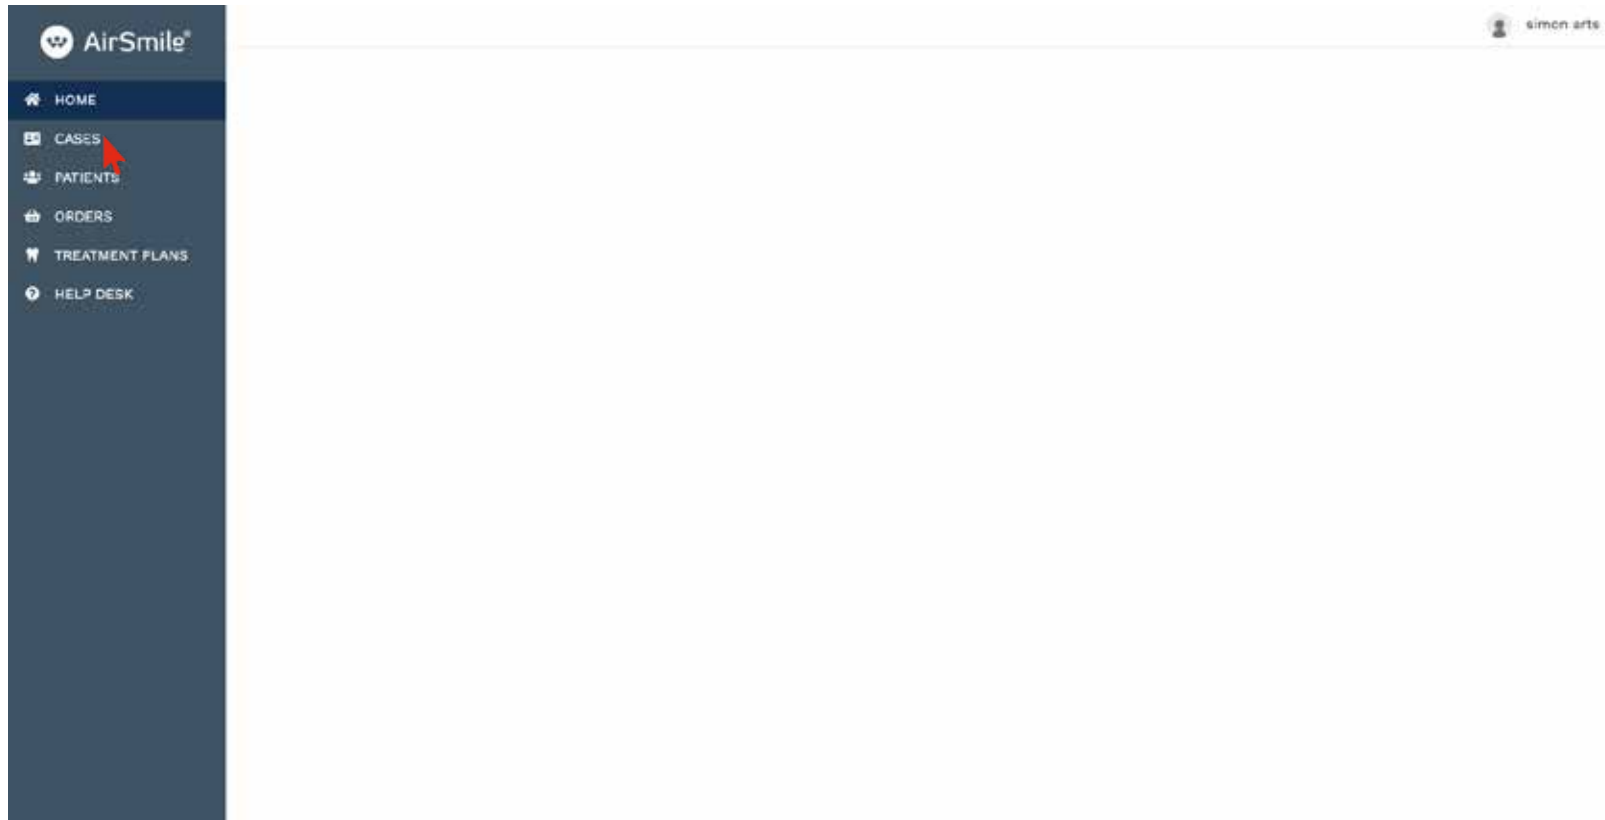 AirSmile®
simon arts
HOME
CASES
PATIENTS
ORDERS
TREATMENT PLANS
HELP DESK